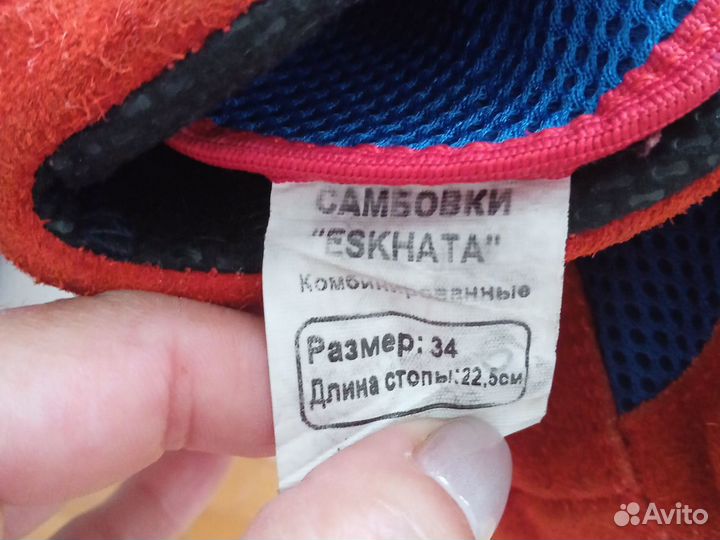 САМБОВКИ
"ESKHATA"
Комбинированные
Размер: 34
Длина стопы: 22,5см
Avito